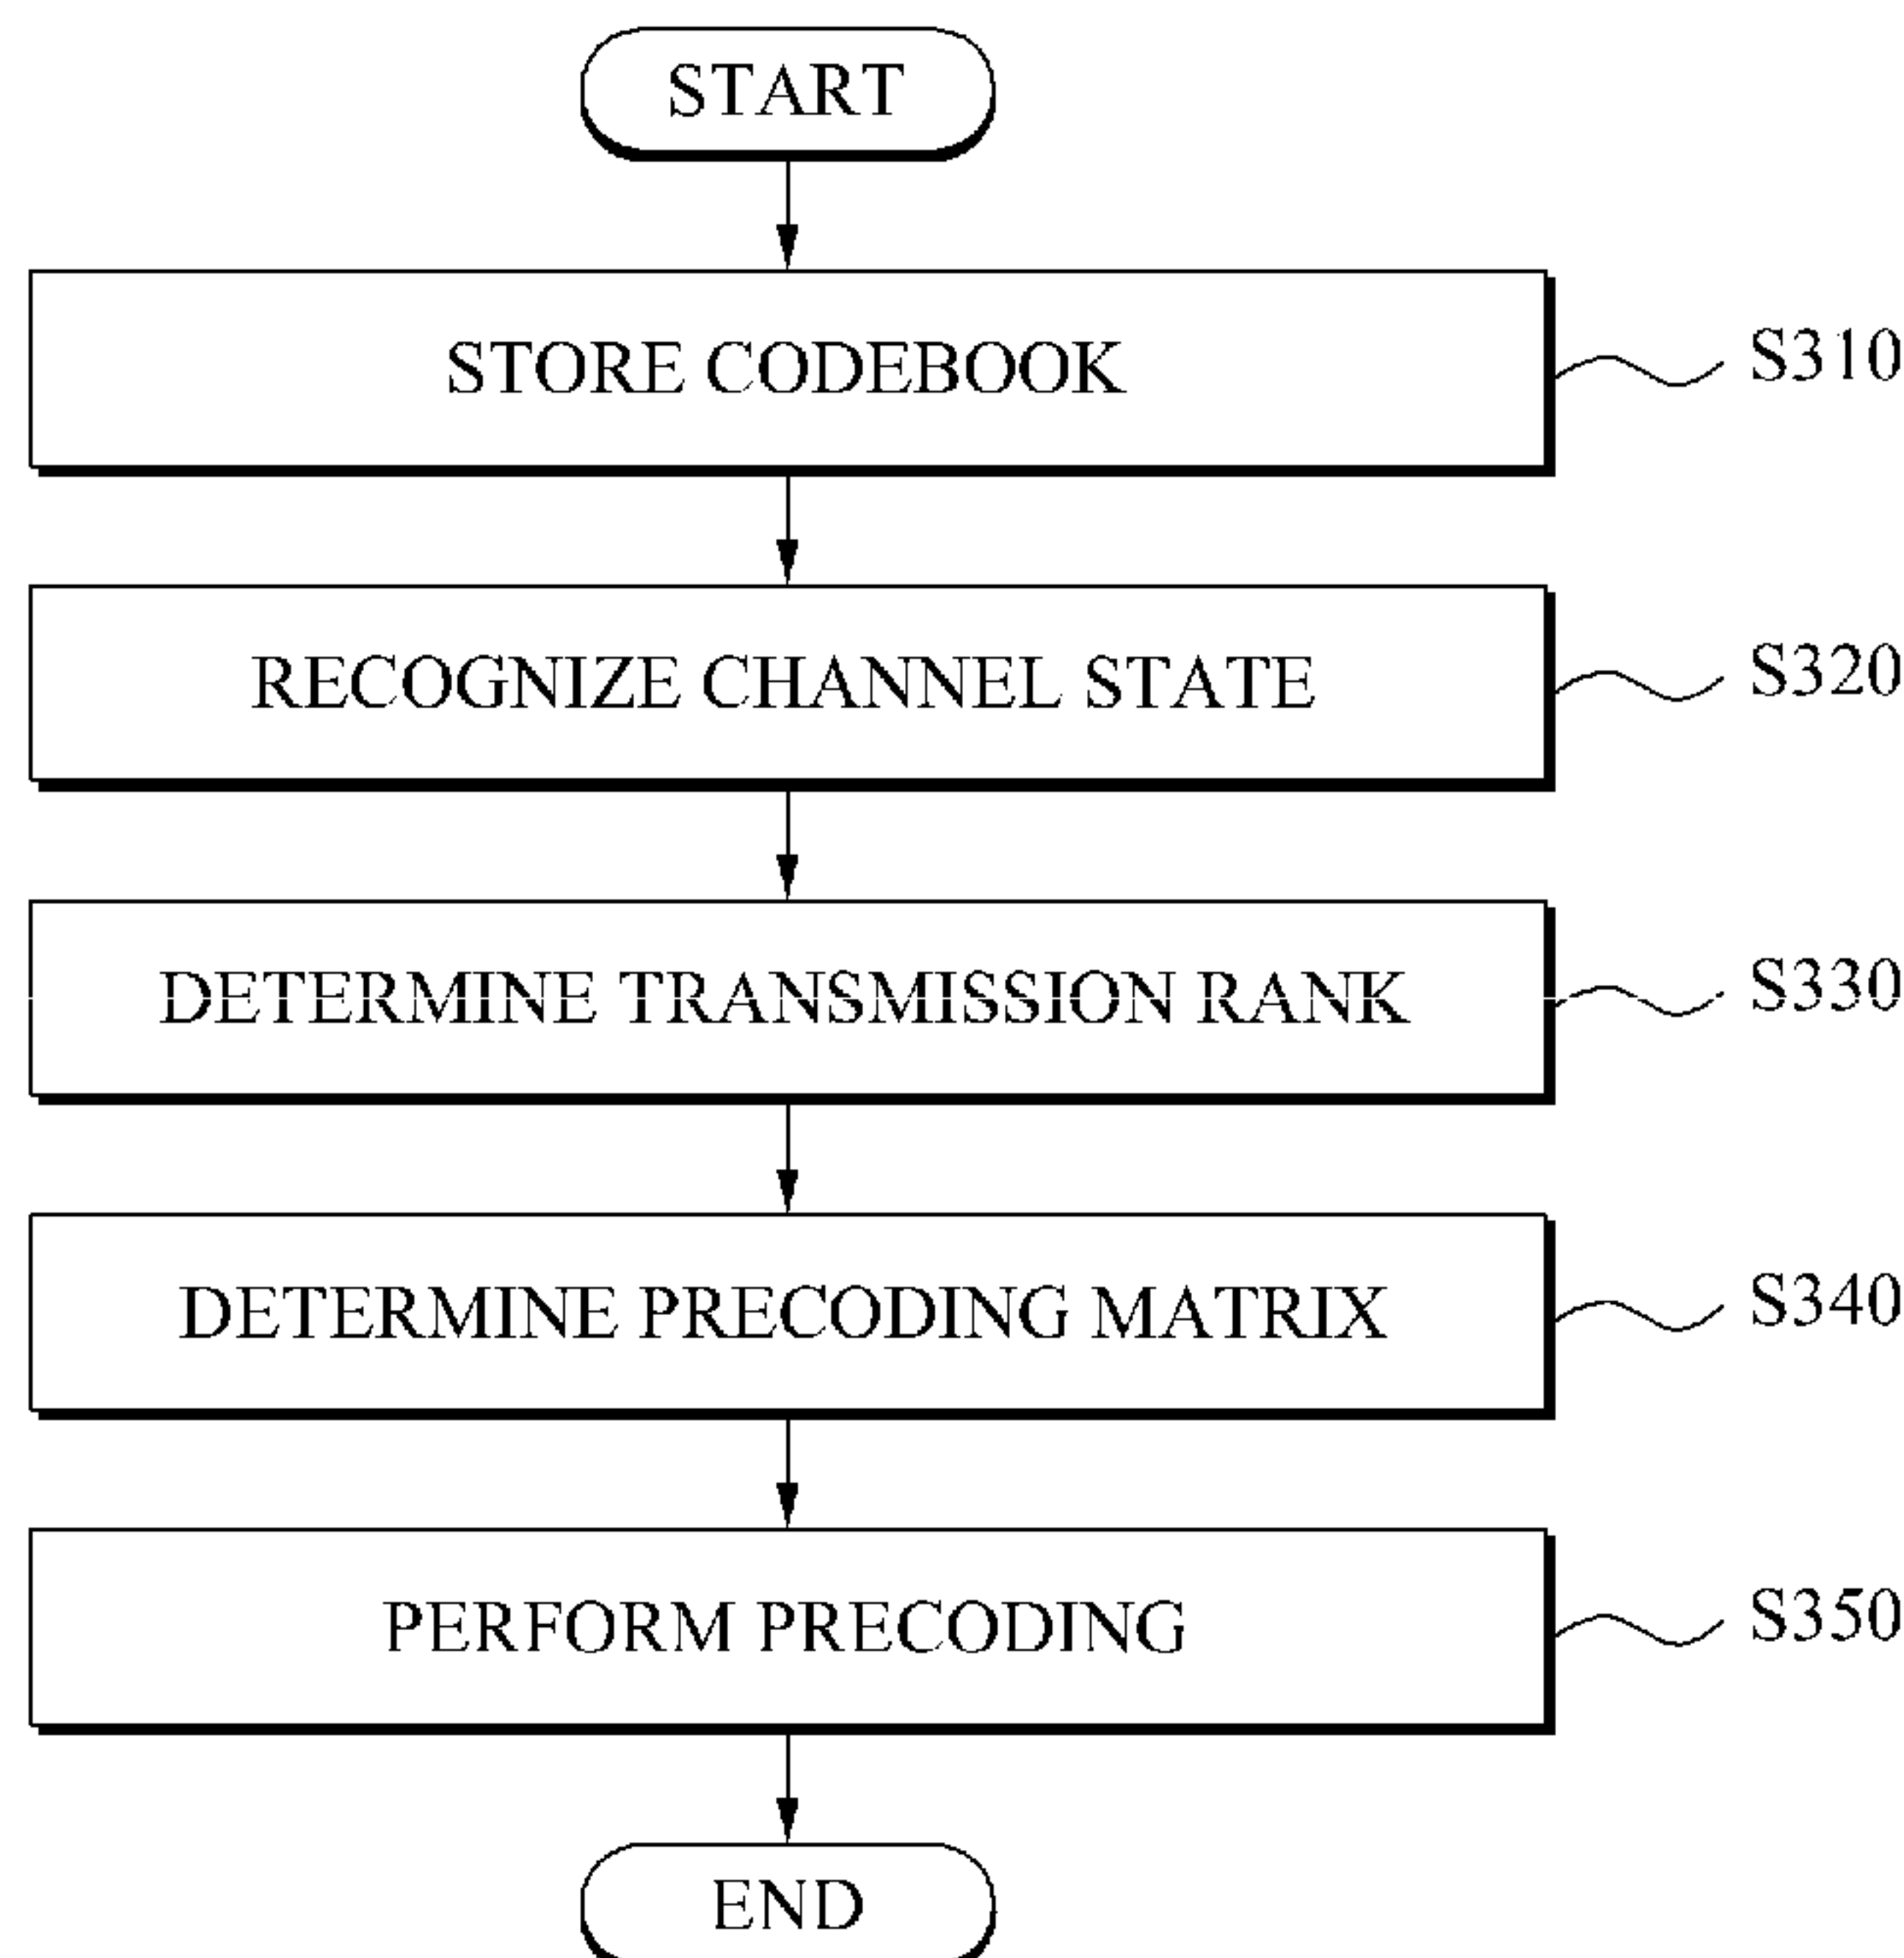 START
STORE CODEBOOK
S310
RECOGNIZE CHANNEL STATE
S320
DETERMINE TRANSMISSION RANK
S330
DETERMINE PRECODING MATRIX
S340
PERFORM PRECODING
S350
END